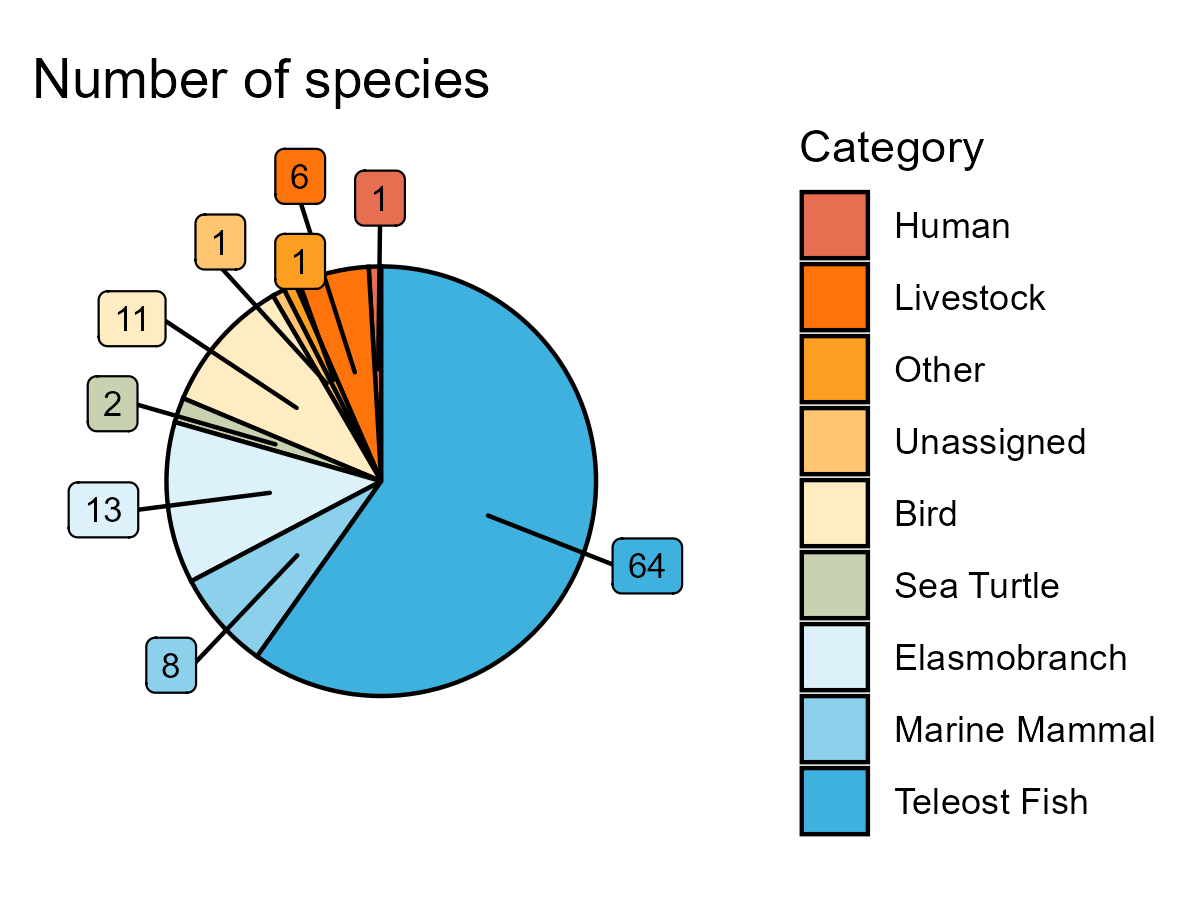 Number of species
6
1
1
1
11
2
13
64
8
Category
Human
Livestock
Other
Unassigned
Bird
Sea Turtle
Elasmobranch
Marine Mammal
Teleost Fish